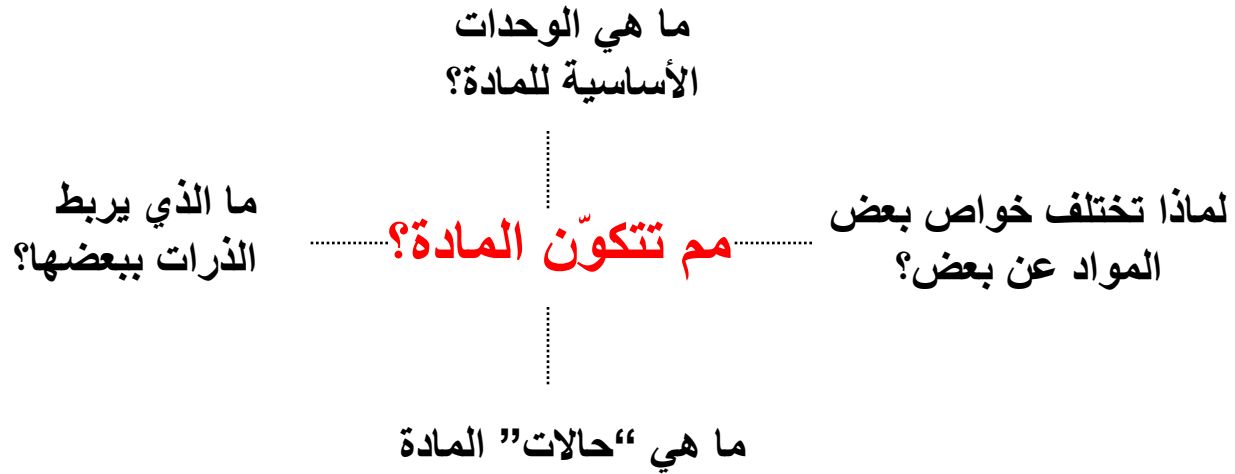 ما هي الوحدات
الأساسية للمادة؟
لماذا تختلف خواص بعض
المواد عن بعض؟
مم تتكوّن المادة؟
ما الذي يربط
الذرات ببعضها؟
ما هي “حالات” المادة